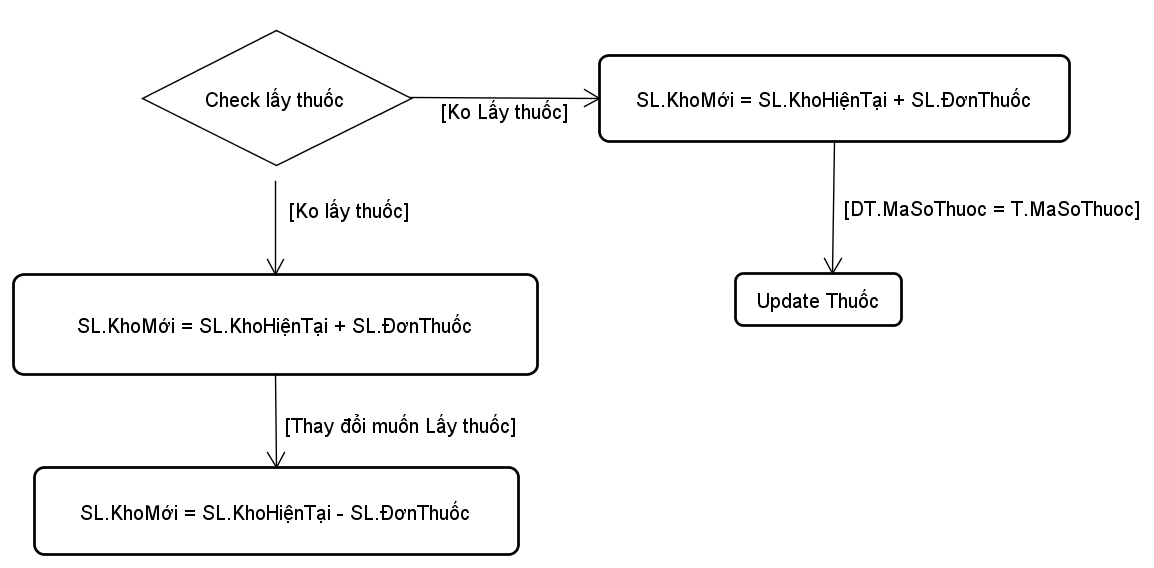 Check lấy thuốc
[Ko Lấy thuốc]
SL.KhoMới = SL.KhoHiệnTại + SL.ĐơnThuốc
[Ko lấy thuốc]
[DT.MaSoThuoc = T.MaSoThuoc]
Update Thuốc
SL.KhoMới = SL.KhoHiệnTại + SL.ĐơnThuốc
[Thay đổi muốn Lấy thuốc]
SL.KhoMới = SL.KhoHiệnTại - SL.ĐơnThuốc